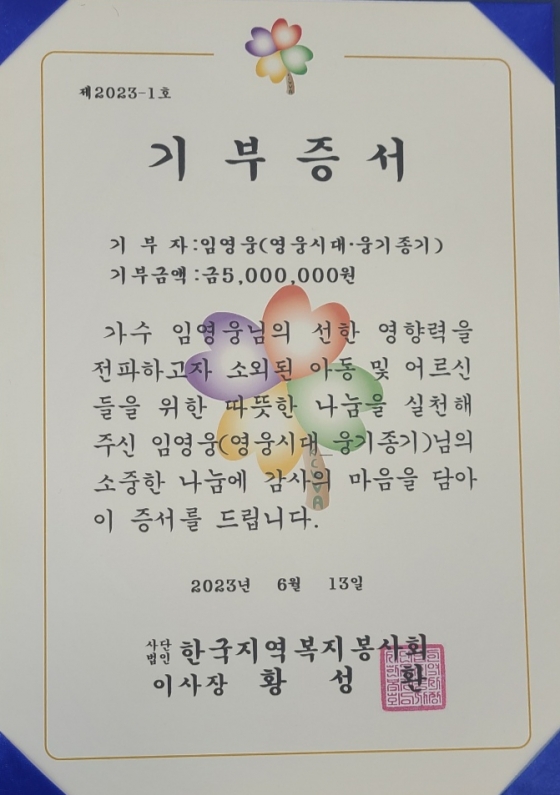 제2023-1호
기 부 증 서
기 부 자:임영웅(영웅시대·웅기종기)
기부금액:금5,000,000원
가수 임영웅님의 선한 영향력을
전파하고자 소외된 아동 및 어르신
들을 위한 따뜻한 나눔을 실천해
주신 임영웅(영웅시대_웅기종기)님의
소중한 나눔에 감사의 마음을 담아
이 증서를 드립니다.
2023년 6월 13일
사단법인 한국지역복지봉사회
이사장 황 성 환